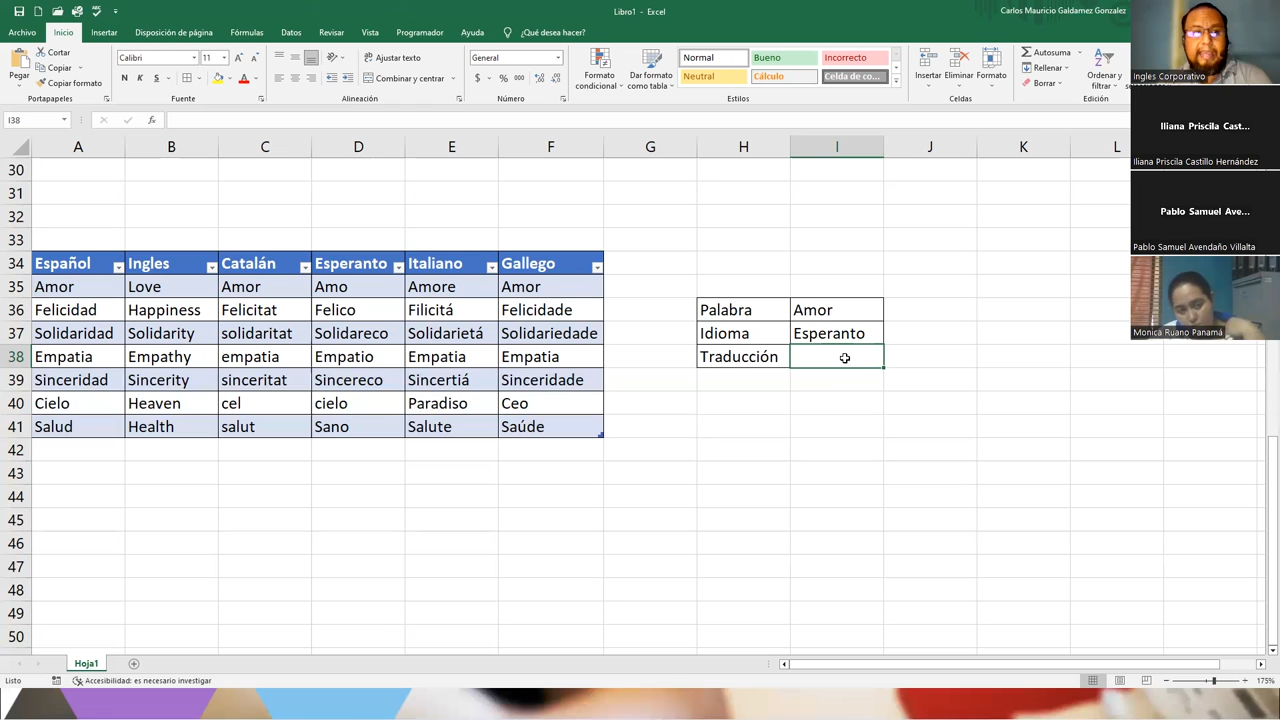 Libro1 - Excel
Carlos Mauricio Galdamez Gonzalez
Archivo Inicio Insertar Disposición de página Fórmulas Datos Revisar Vista Programador Ayuda ¿Qué desea hacer?
Pegar
Cortar
Copiar
Copiar formato
Portapapeles
Calibri 11
N K S
Fuente
Ajustar texto
Combinar y centrar
Alineación
General
$ % 000
Número
Formato condicional
Dar formato como tabla
Normal Bueno Incorrecto
Neutral Cálculo Celda de co...
Estilos
Insertar Eliminar Formato
Celdas
Autosuma
Rellenar
Borrar
Ordenar y filtrar
Edición
I38
fx
A B C D E F G H I J K L
30
31
32
33
34 Español Ingles Catalán Esperanto Italiano Gallego
35 Amor Love Amor Amo Amore Amor
36 Felicidad Happiness Felicitat Felico Filicitá Felicidade Palabra Amor
37 Solidaridad Solidarity solidaritat Solidareco Solidarietá Solidariedade Idioma Esperanto
38 Empatia Empathy empatia Empatio Empatia Empatia Traducción
39 Sinceridad Sincerity sinceritat Sincereco Sincertiá Sinceridade
40 Cielo Heaven cel cielo Paradiso Ceo
41 Salud Health salut Sano Salute Saúde
42
43
44
45
46
47
48
49
50
Hoja1
Listo
Accesibilidad: es necesario investigar
175%
Ingles Corporativo
Iliana Priscila Cast...
Iliana Priscila Castillo Hernández
Pablo Samuel Ave...
Pablo Samuel Avendaño Villalta
Monica Ruano Panamá